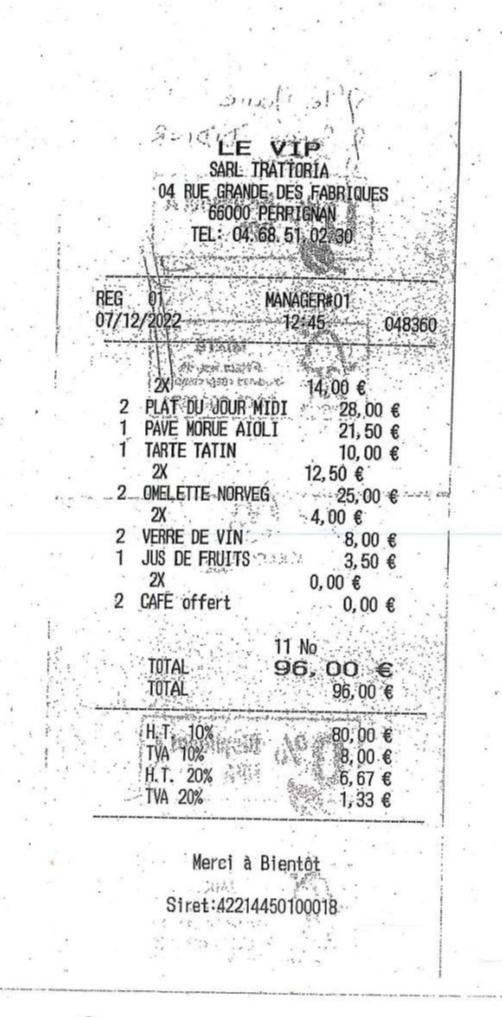 LE VIP
SARL TRATTORIA
04 RUE GRANDE DES FABRIQUES
66000 PERPIGNAN
TEL: 04.68.51.02.30
REG 01 MANAGER#01
07/12/2022 12:45 048360
2X 14,00 €
2 PLAT DU JOUR MIDI 28,00 €
1 PAVE MORUE AIOLI 21,50 €
1 TARTE TATIN 10,00 €
2X 12,50 €
2 OMELETTE NORVEG 25,00 €
2X 4,00 €
2 VERRE DE VIN 8,00 €
1 JUS DE FRUITS 3,50 €
2X 0,00 €
2 CAFE offert 0,00 €
11 No
TOTAL 96,00 €
TOTAL 96,00 €
H.T. 10% 80,00 €
TVA 10% 8,00 €
H.T. 20% 6,67 €
TVA 20% 1,33 €
Merci à Bientôt
Siret:42214450100018